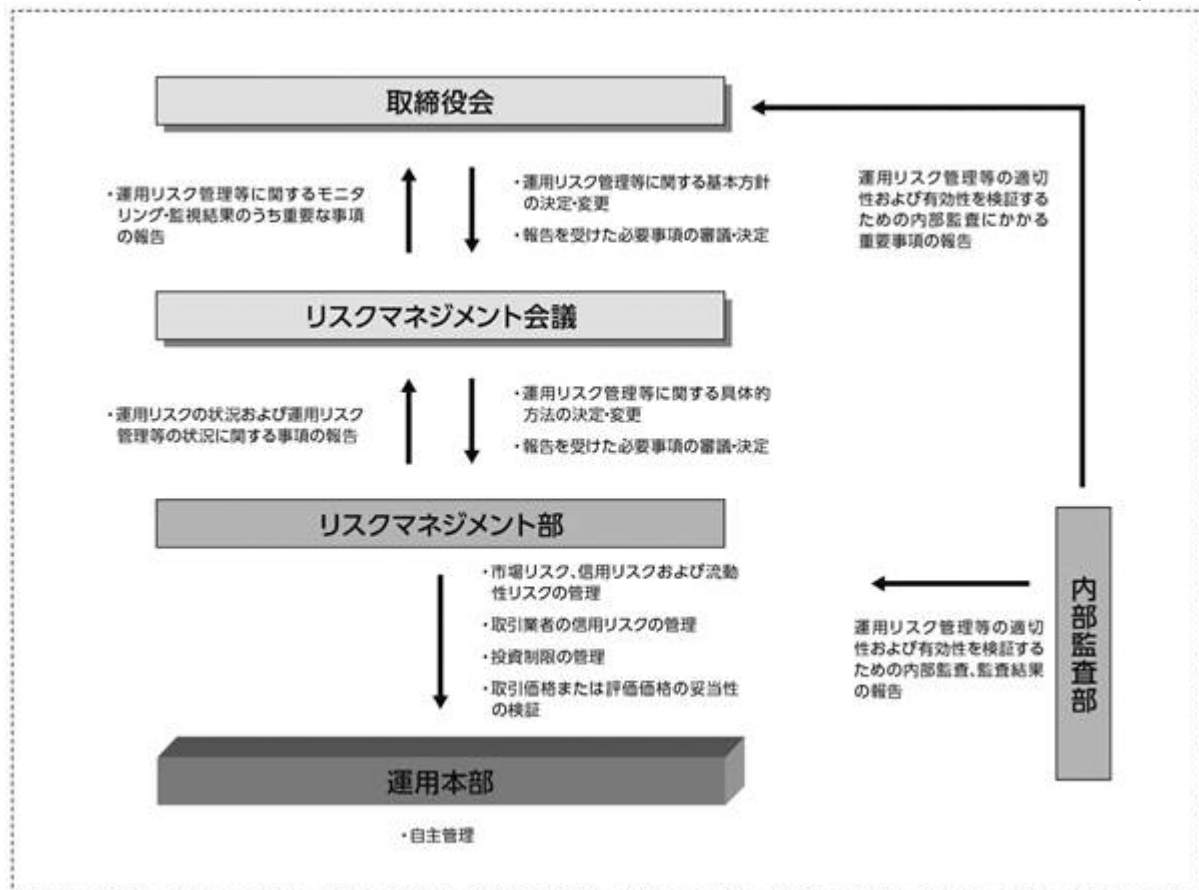 取締役会
・運用リスク管理等に関するモニタ
リング・監視結果のうち重要な事項
の報告
・運用リスク管理等に関する基本方針
の決定・変更
・報告を受けた必要事項の審議・決定
運用リスク管理等の適切
性および有効性を検証す
るための内部監査にかかる
重要事項の報告
リスクマネジメント会議
・運用リスクの状況および運用リスク
管理等の状況に関する事項の報告
・運用リスク管理等に関する具体的
方法の決定・変更
・報告を受けた必要事項の審議・決定
リスクマネジメント部
・市場リスク、信用リスクおよび流動
性リスクの管理
・取引業者の信用リスクの管理
・投資制限の管理
・取引価格または評価価格の妥当性
の検証
運用リスク管理等の適切
性および有効性を検証する
ための内部監査、監査結果
の報告
内部監査部
運用本部
・自主管理